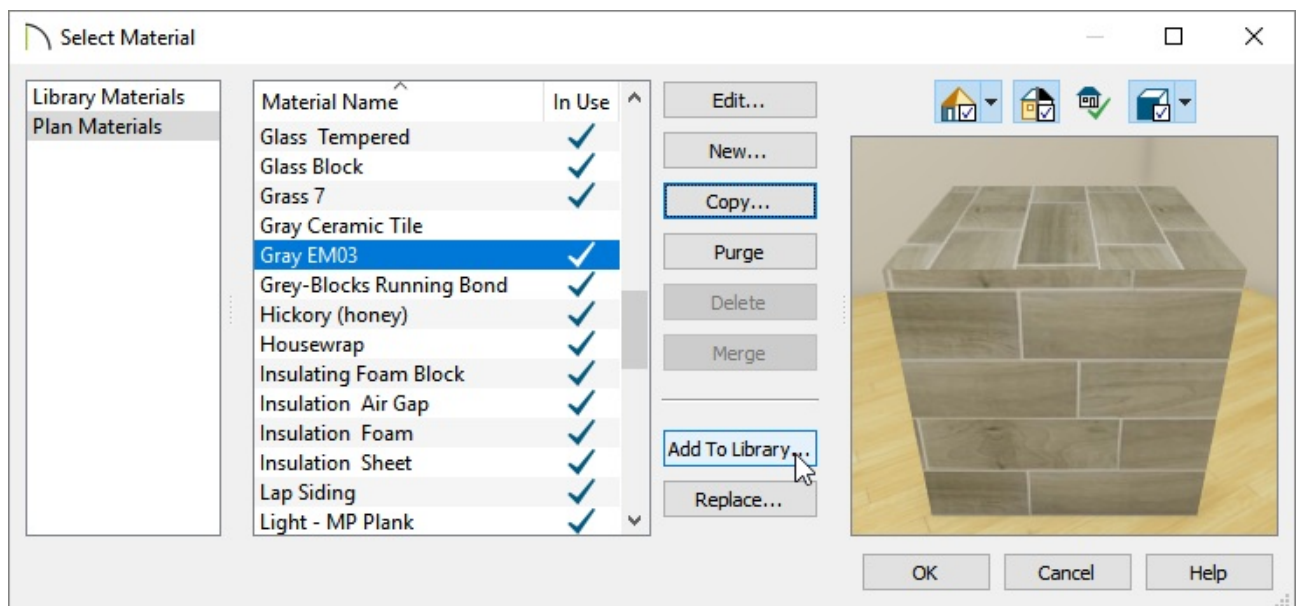 Select Material
Library Materials
Plan Materials
Material Name In Use
Glass  Tempered
Glass Block
Grass 7
Gray Ceramic Tile
Gray EM03
Grey-Blocks Running Bond
Hickory (honey)
Housewrap
Insulating Foam Block
Insulation  Air Gap
Insulation  Foam
Insulation  Sheet
Lap Siding
Light - MP Plank
Edit...
New...
Copy...
Purge
Delete
Merge
Add To Library...
Replace...
OK Cancel Help